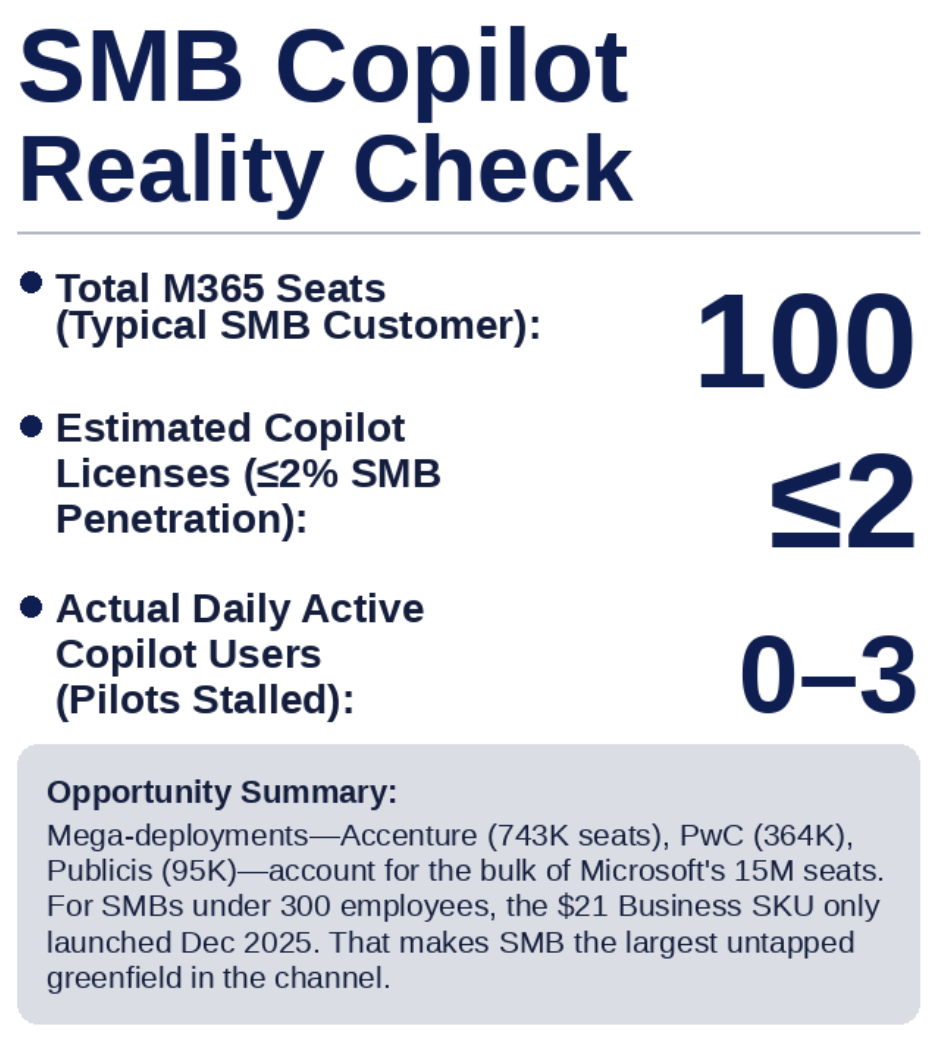 SMB Copilot
Reality Check
● Total M365 Seats
(Typical SMB Customer):
100
● Estimated Copilot
Licenses (≤2% SMB
Penetration):
≤2
● Actual Daily Active
Copilot Users
(Pilots Stalled):
0–3
Opportunity Summary:
Mega-deployments—Accenture (743K seats), PwC (364K),
Publicis (95K)—account for the bulk of Microsoft's 15M seats.
For SMBs under 300 employees, the $21 Business SKU only
launched Dec 2025. That makes SMB the largest untapped
greenfield in the channel.